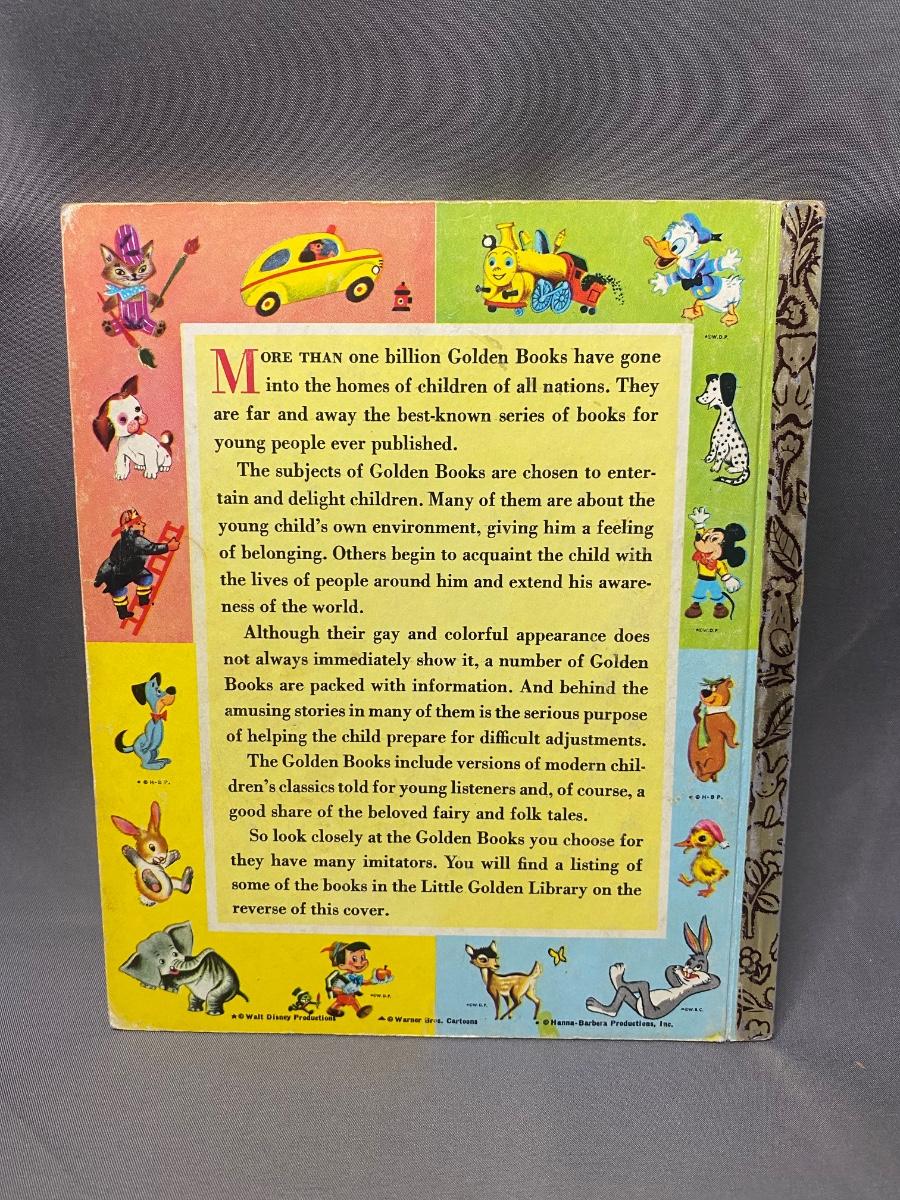 MORE THAN one billion Golden Books have gone
into the homes of children of all nations. They
are far and away the best-known series of books for
young people ever published.
The subjects of Golden Books are chosen to enter-
tain and delight children. Many of them are about the
young child's own environment, giving him a feeling
of belonging. Others begin to acquaint the child with
the lives of people around him and extend his aware-
ness of the world.
Although their gay and colorful appearance does
not always immediately show it, a number of Golden
Books are packed with information. And behind the
amusing stories in many of them is the serious purpose
of helping the child prepare for difficult adjustments.
The Golden Books include versions of modern chil-
dren's classics told for young listeners and, of course, a
good share of the beloved fairy and folk tales.
So look closely at the Golden Books you choose for
they have many imitators. You will find a listing of
some of the books in the Little Golden Library on the
reverse of this cover.
★©W.D.P.
★©W.D.P.
●©H-B P.
●©H-B P.
★©W.D.P.
★©W.D.P.
▲©W.B.C.
★©Walt Disney Productions
▲©Warner Bros. Cartoons
●©Hanna-Barbera Productions, Inc.